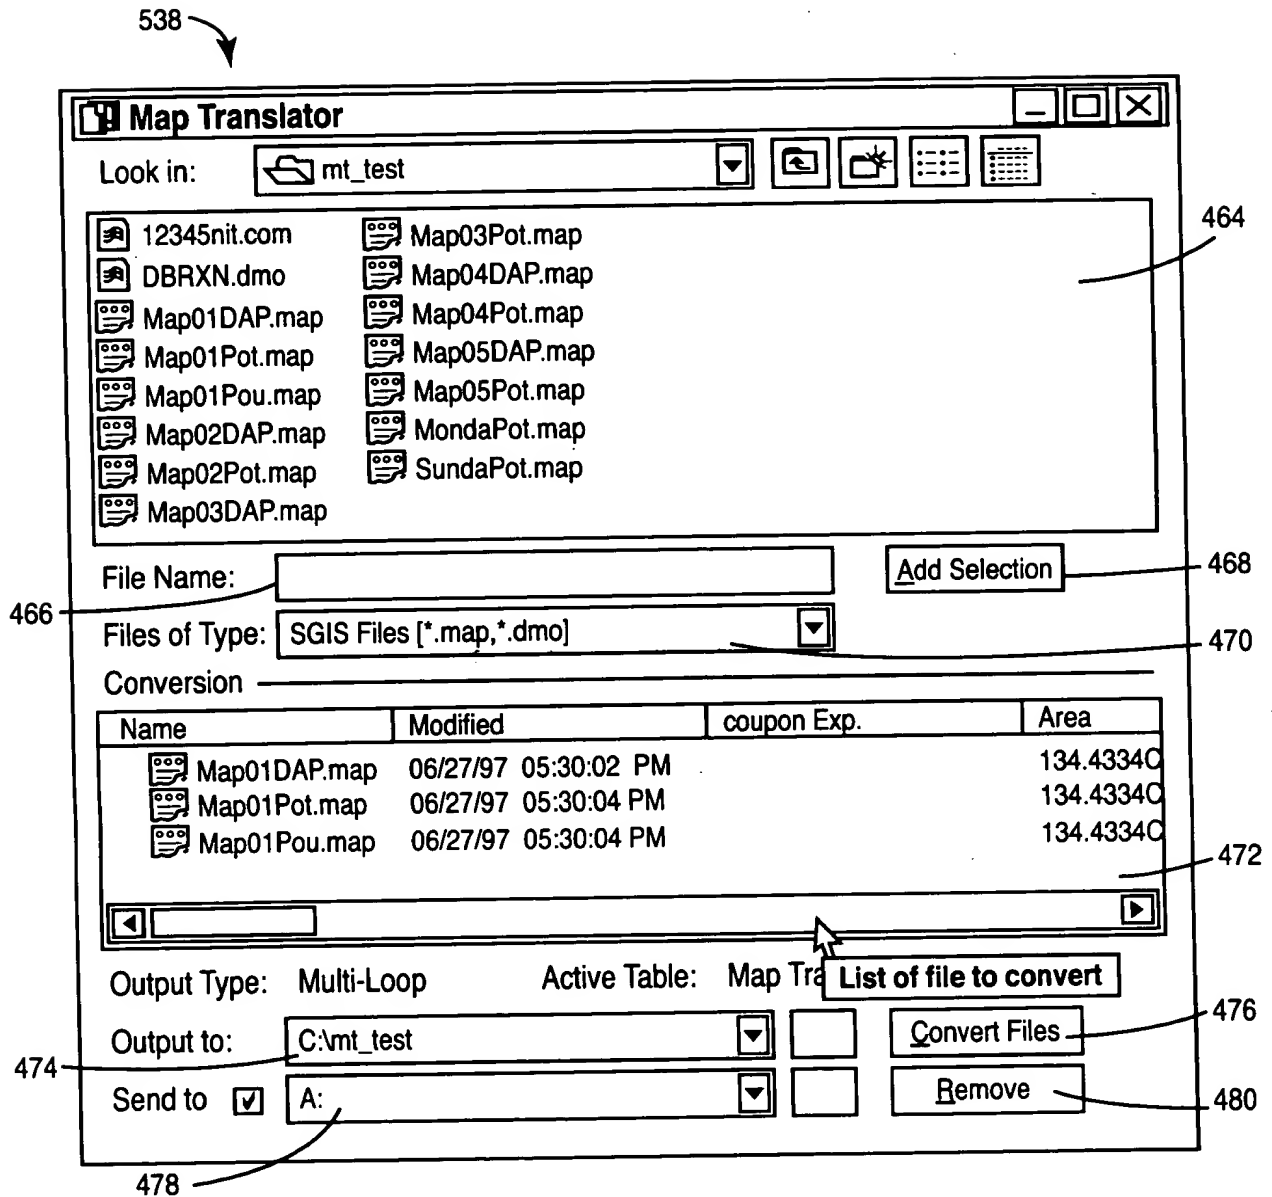 538
Map Translator
Look in: mt_test
12345nit.com Map03Pot.map
464
DBRXN.dmo Map04DAP.map
Map01DAP.map Map04Pot.map
Map01Pot.map Map05DAP.map
Map01Pou.map Map05Pot.map
Map02DAP.map MondaPot.map
Map02Pot.map SundaPot.map
Map03DAP.map
File Name: Add Selection 468
466
Files of Type: SGIS Files [*.map,*.dmo] 470
Conversion
Name Modified coupon Exp. Area
Map01DAP.map 06/27/97 05:30:02 PM 134.4334C
Map01Pot.map 06/27/97 05:30:04 PM 134.4334C
Map01Pou.map 06/27/97 05:30:04 PM 134.4334C
472
Output Type: Multi-Loop Active Table: Map Tra
List of file to convert
476
Output to: C:\mt_test Convert Files
474
Send to A: Remove 480
478